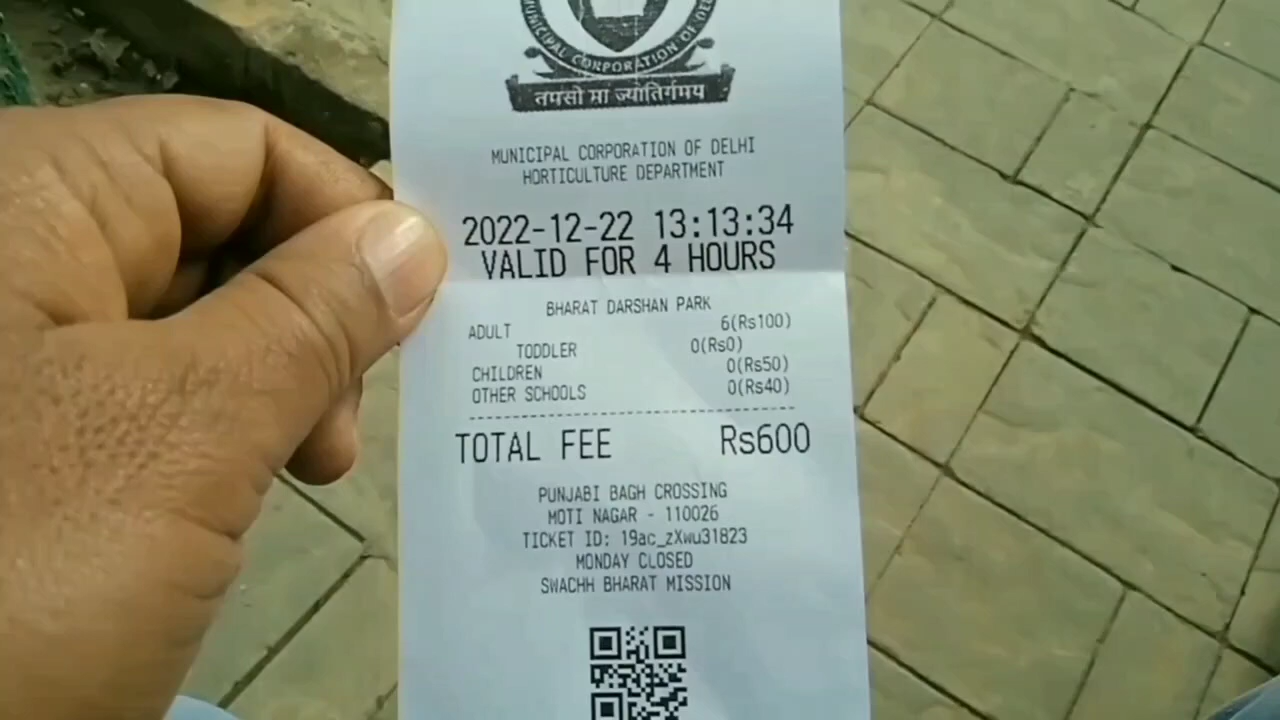 MUNICIPAL CORPORATION OF DEL
तमसो मा ज्योतिर्गमय
MUNICIPAL CORPORATION OF DELHI
HORTICULTURE DEPARTMENT
2022-12-22 13:13:34
VALID FOR 4 HOURS
BHARAT DARSHAN PARK
ADULT 6(Rs100)
TODDLER 0(Rs0)
CHILDREN 0(Rs50)
OTHER SCHOOLS 0(Rs40)
TOTAL FEE Rs600
PUNJABI BAGH CROSSING
MOTI NAGAR - 110026
TICKET ID: 19ac_zXwu31823
MONDAY CLOSED
SWACHH BHARAT MISSION